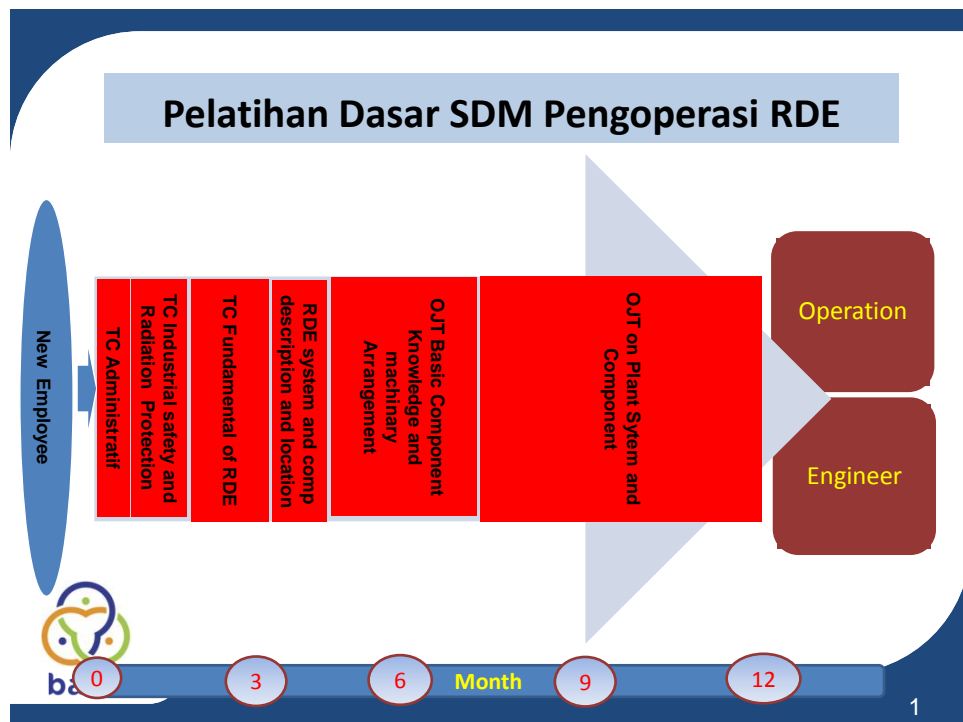 Pelatihan Dasar SDM Pengoperasi RDE
New Employee
TC Administratif
TC Industrial safety and
Radiation Protection
TC Fundamental of RDE
RDE system and comp
description and location
OJT Basic Component
Knowledge and
machinary
Arrangement
OJT on Plant Sytem and
Component
Operation
Engineer
0
3
6
Month
9
12
1